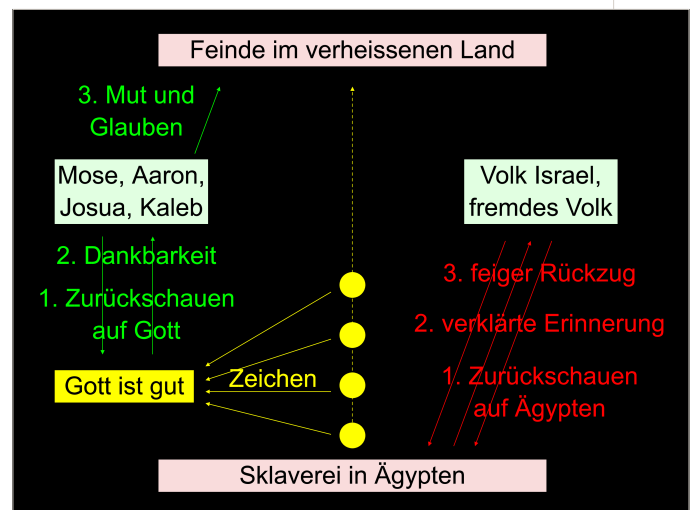 Feinde im verheissenen Land
3. Mut und
Glauben
Mose, Aaron,
Josua, Kaleb
2. Dankbarkeit
1. Zurückschauen
auf Gott
Gott ist gut
Zeichen
Volk Israel,
fremdes Volk
3. feiger Rückzug
2. verklärte Erinnerung
1. Zurückschauen
auf Ägypten
Sklaverei in Ägypten